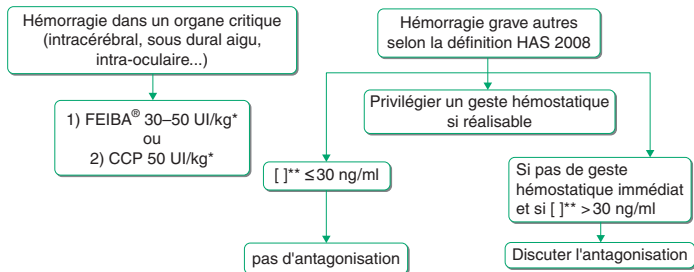 Hémorragie dans un organe critique
(intracérébral, sous dural aigu,
intra-oculaire...)
1) FEIBA® 30–50 UI/kg*
ou
2) CCP 50 UI/kg*
Hémorragie grave autres
selon la définition HAS 2008
Privilégier un geste hémostatique
si réalisable
[ ]** ≤30 ng/ml
pas d'antagonisation
Si pas de geste
hémostatique immédiat
et si [ ]** >30 ng/ml
Discuter l'antagonisation